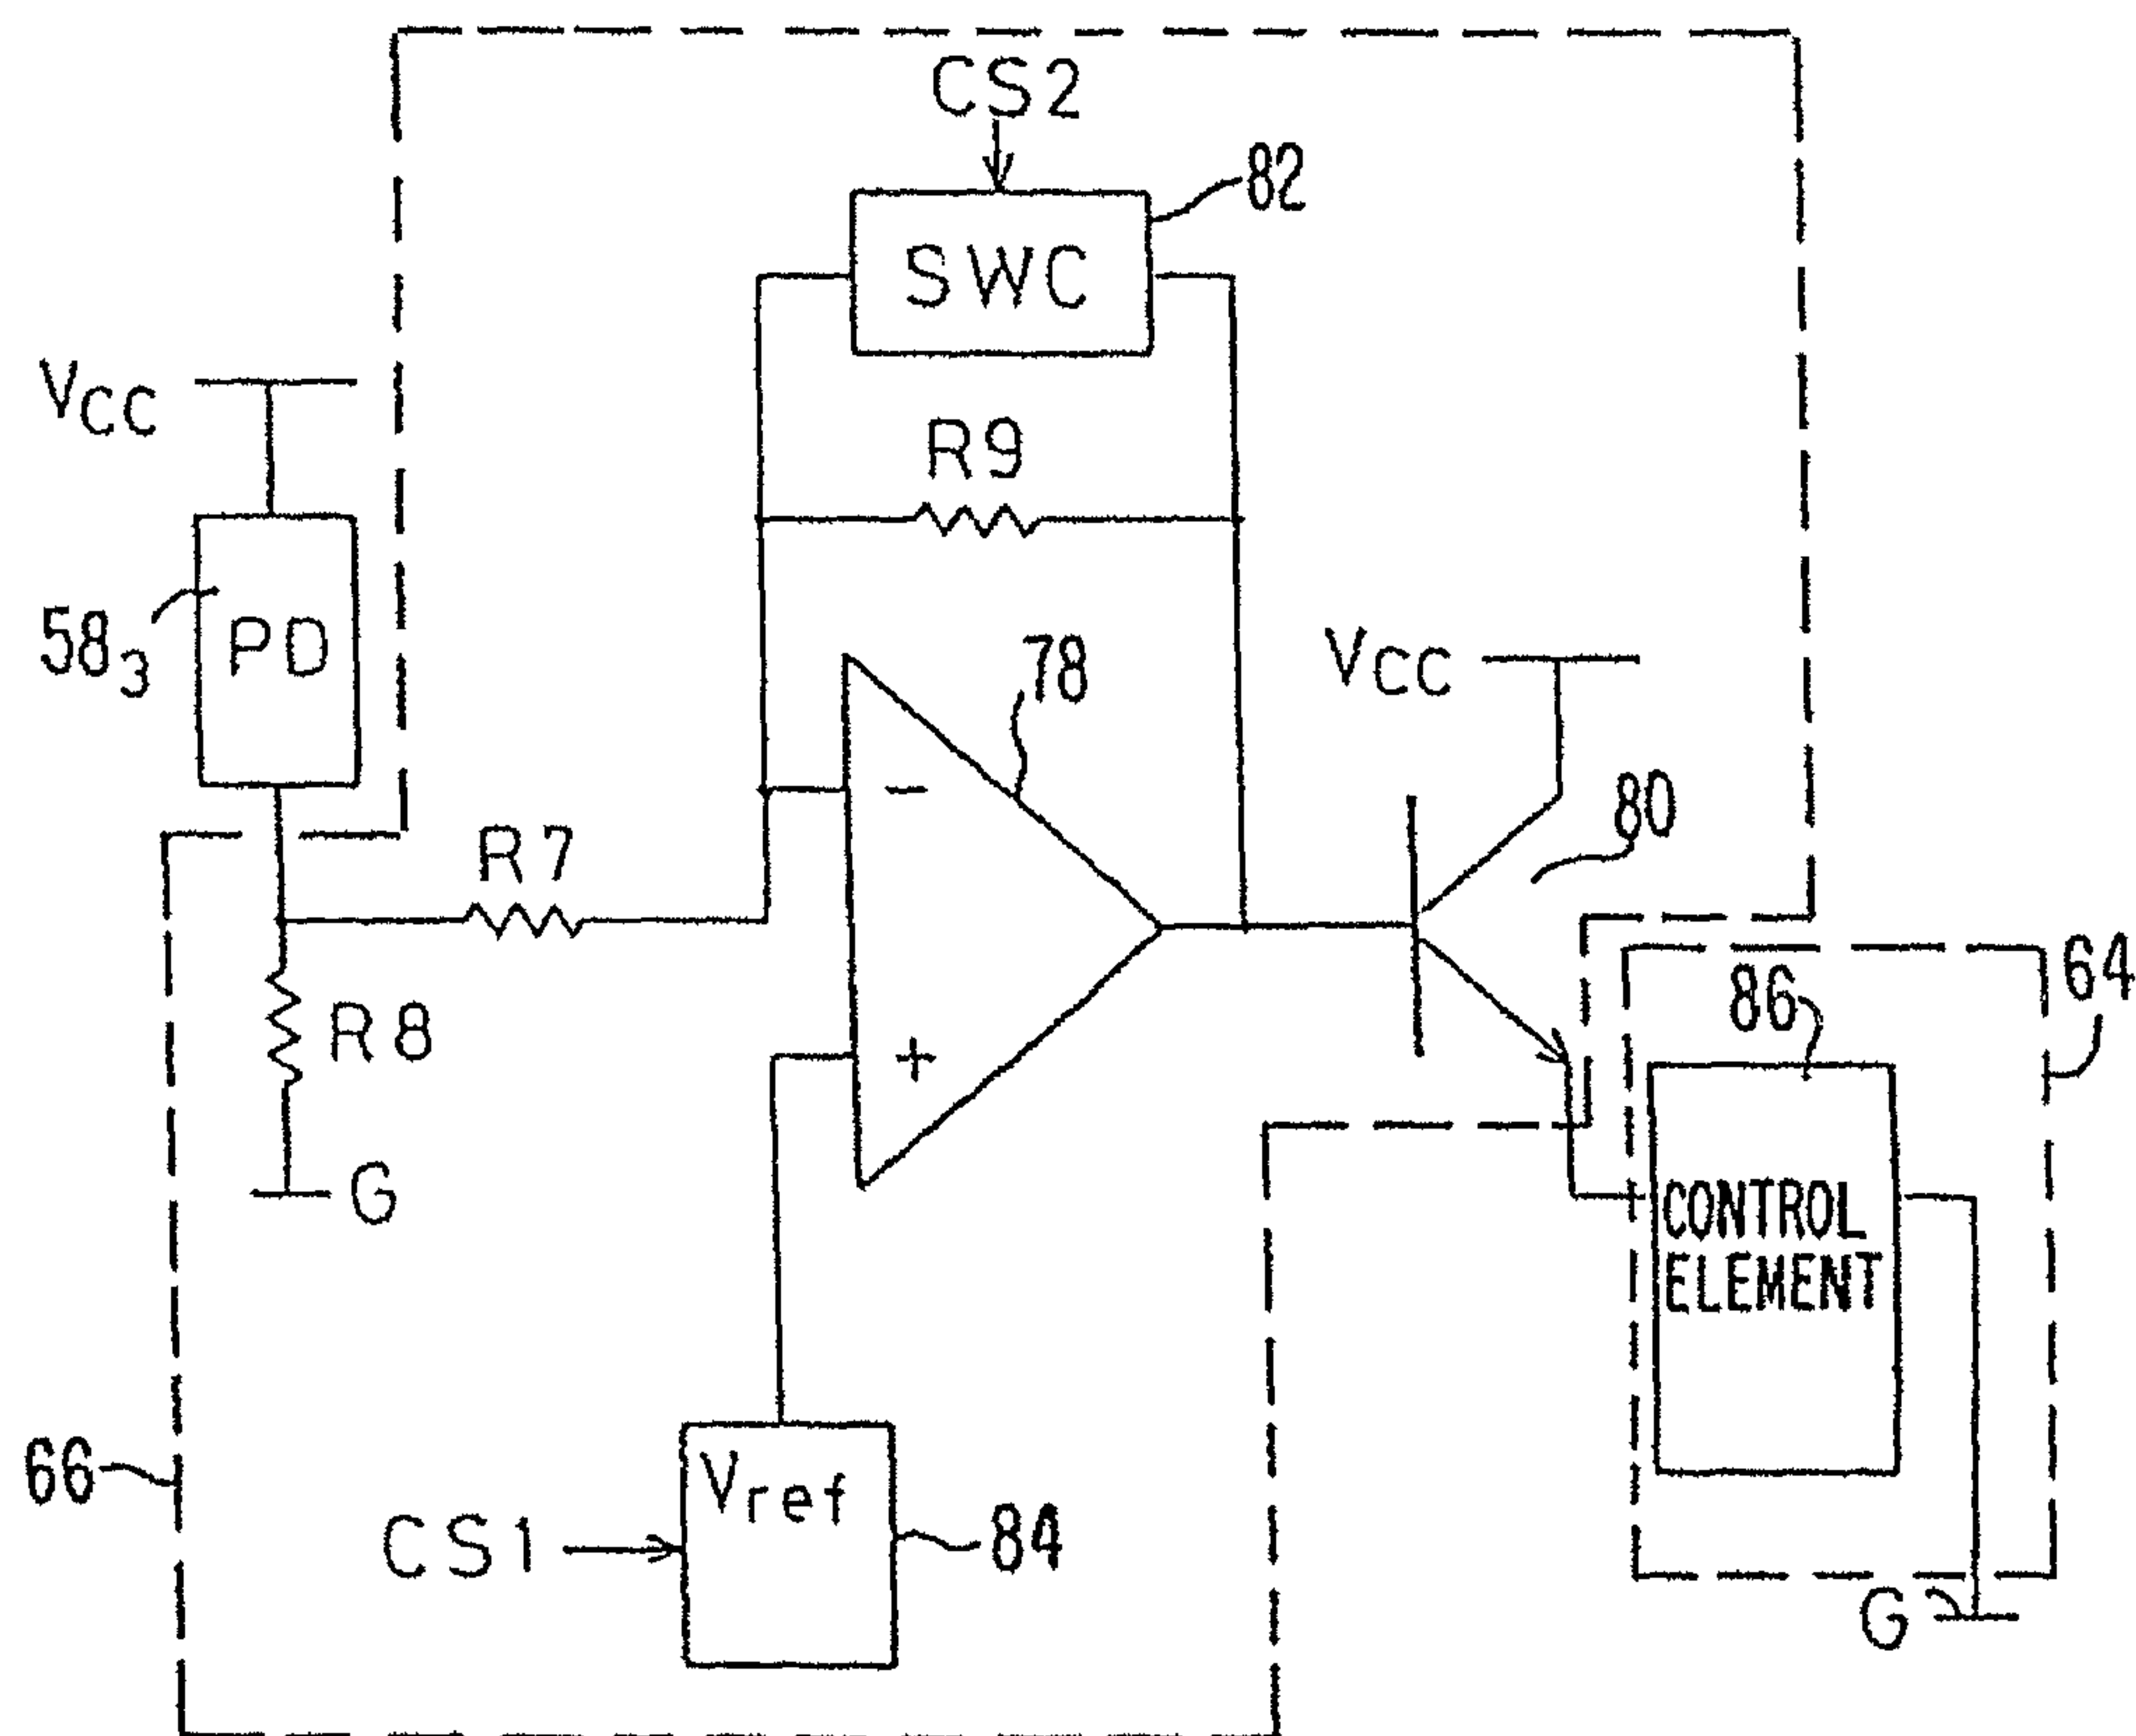 CS2
82
SWC
VCC
R9
583
PD
78
VCC
80
R7
64
86
R8
G
CONTROL
ELEMENT
66
Vref
CS1
84
G
-
+